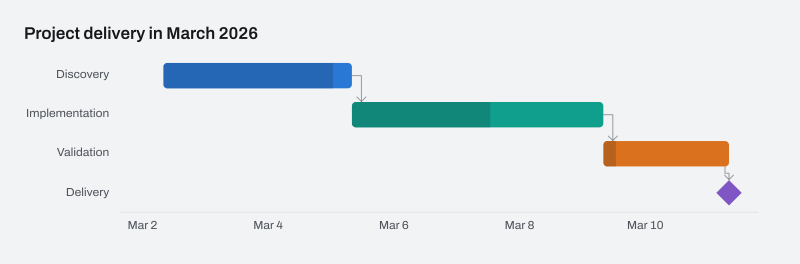 Project delivery in March 2026
Discovery
Implementation
Validation
Delivery
Mar 2 Mar 4 Mar 6 Mar 8 Mar 10